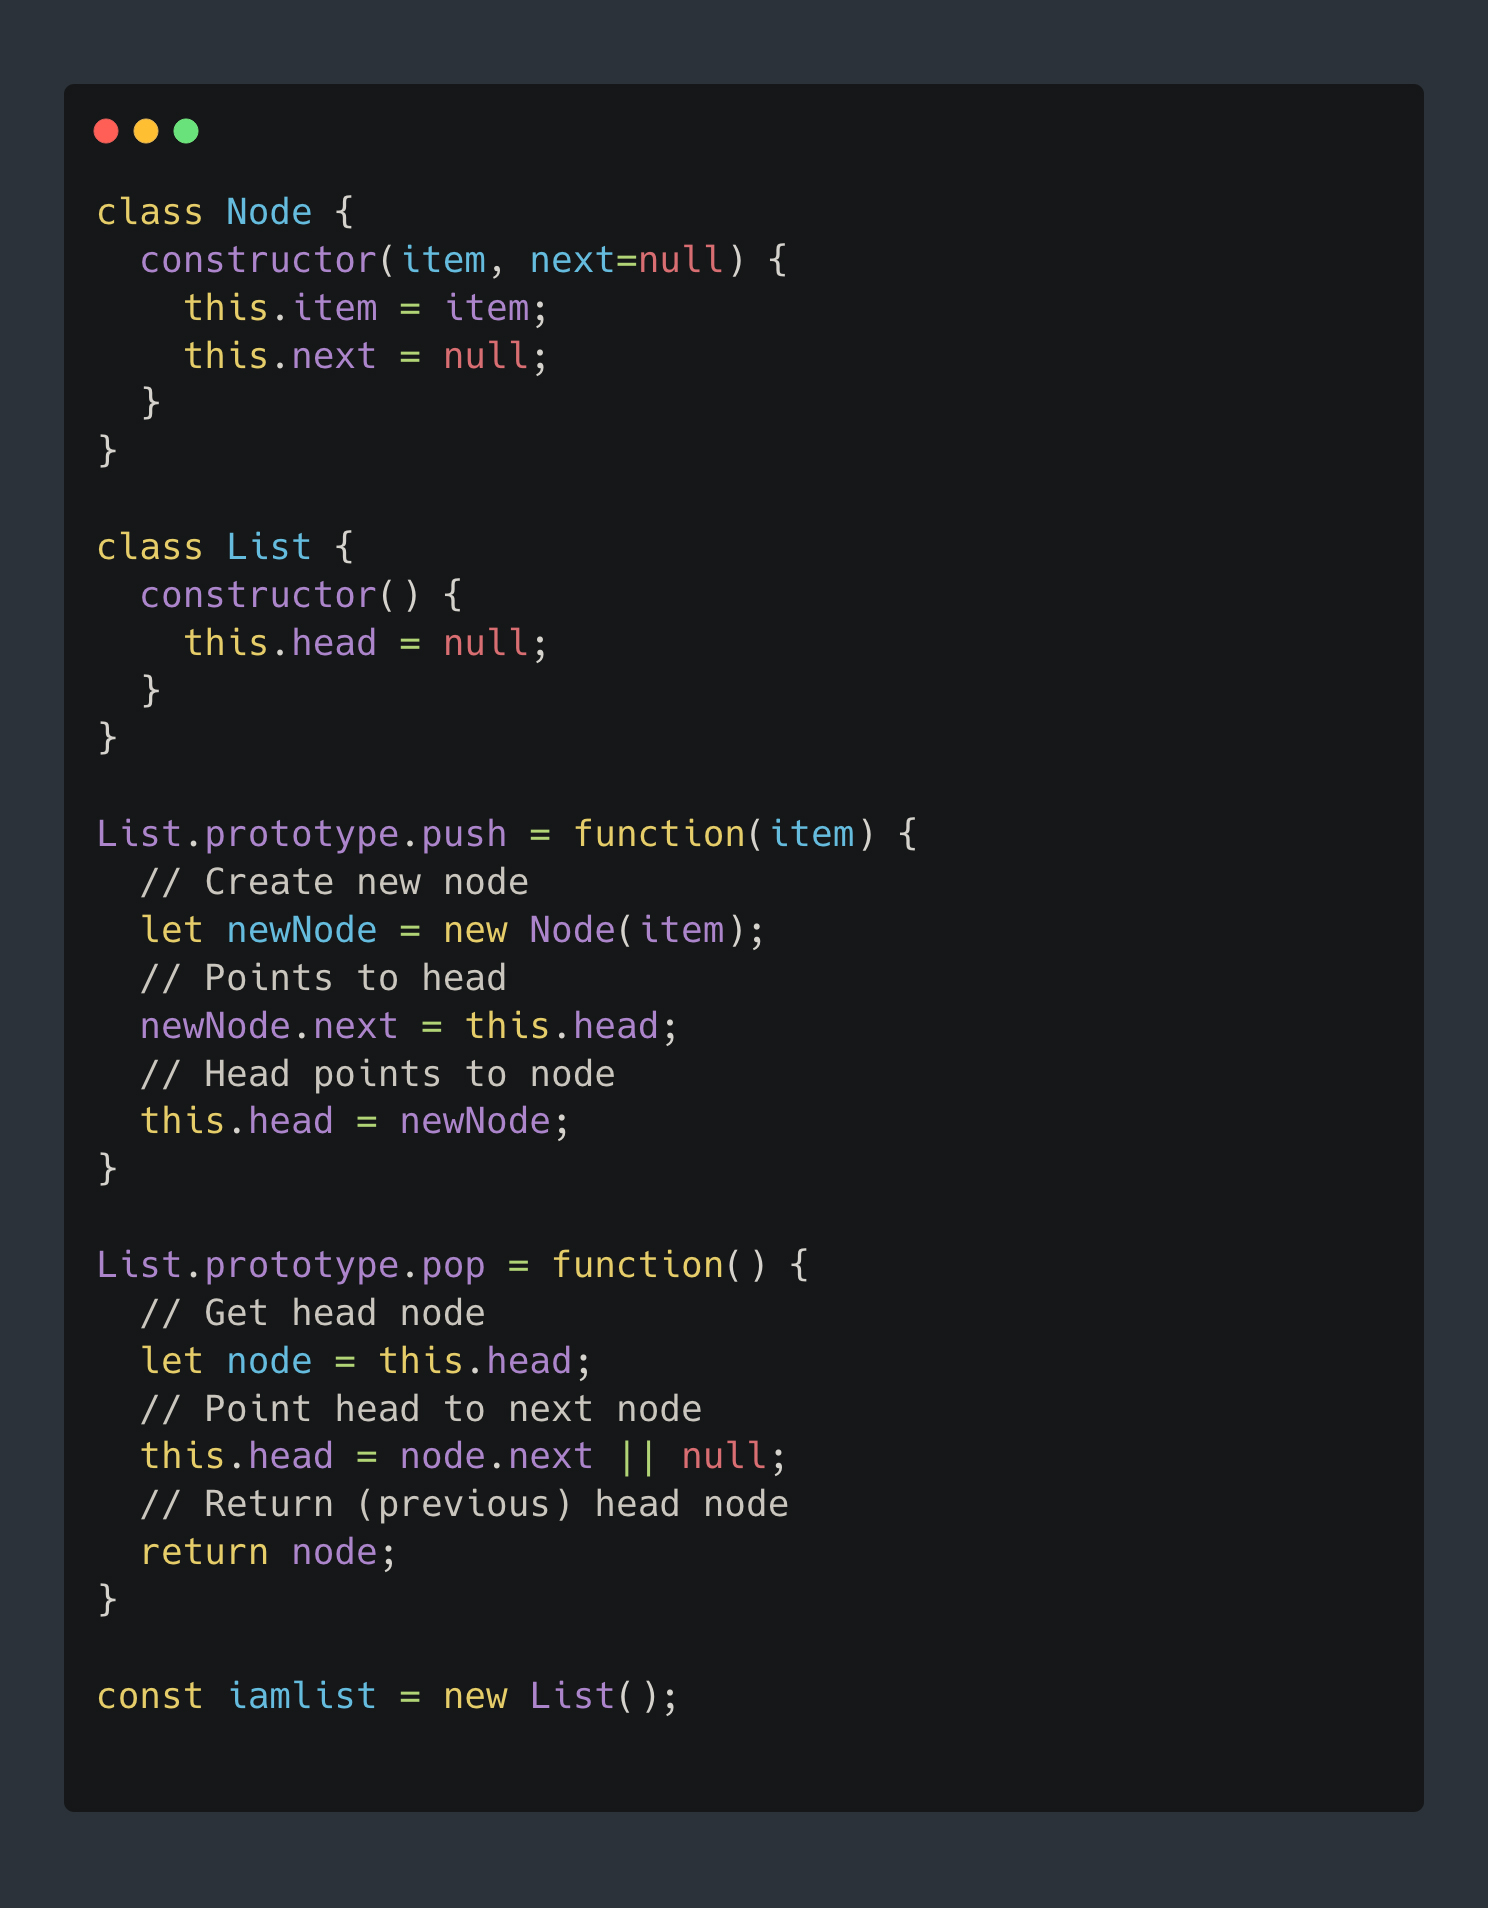 class Node {
  constructor(item, next=null) {
    this.item = item;
    this.next = null;
  }
}

class List {
  constructor() {
    this.head = null;
  }
}

List.prototype.push = function(item) {
  // Create new node
  let newNode = new Node(item);
  // Points to head
  newNode.next = this.head;
  // Head points to node
  this.head = newNode;
}

List.prototype.pop = function() {
  // Get head node
  let node = this.head;
  // Point head to next node
  this.head = node.next || null;
  // Return (previous) head node
  return node;
}

const iamlist = new List();